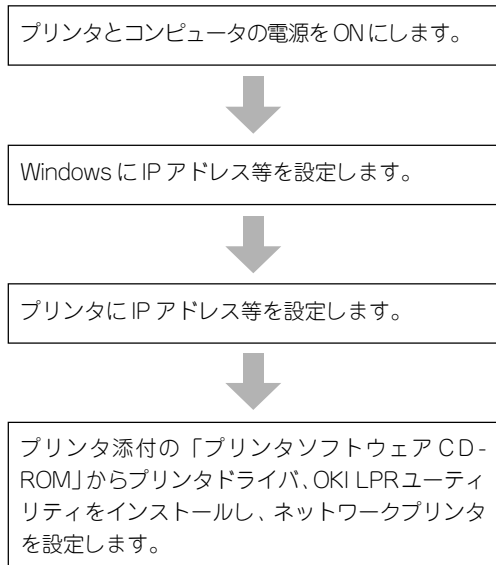 プリンタとコンピュータの電源をONにします。
WindowsにIPアドレス等を設定します。
プリンタにIPアドレス等を設定します。
プリンタ添付の「プリンタソフトウェアCD-
ROM」からプリンタドライバ、OKI LPRユーティ
リティをインストールし、ネットワークプリンタ
を設定します。